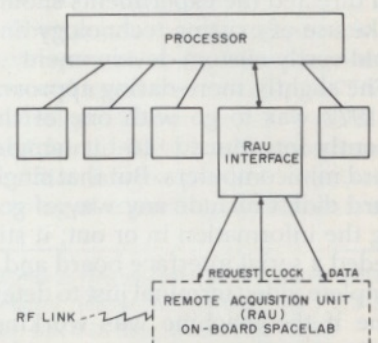 PROCESSOR
RAU
INTERFACE
REQUEST CLOCK DATA
REMOTE ACQUISITION UNIT
(RAU)
ON-BOARD SPACELAB
RF LINK